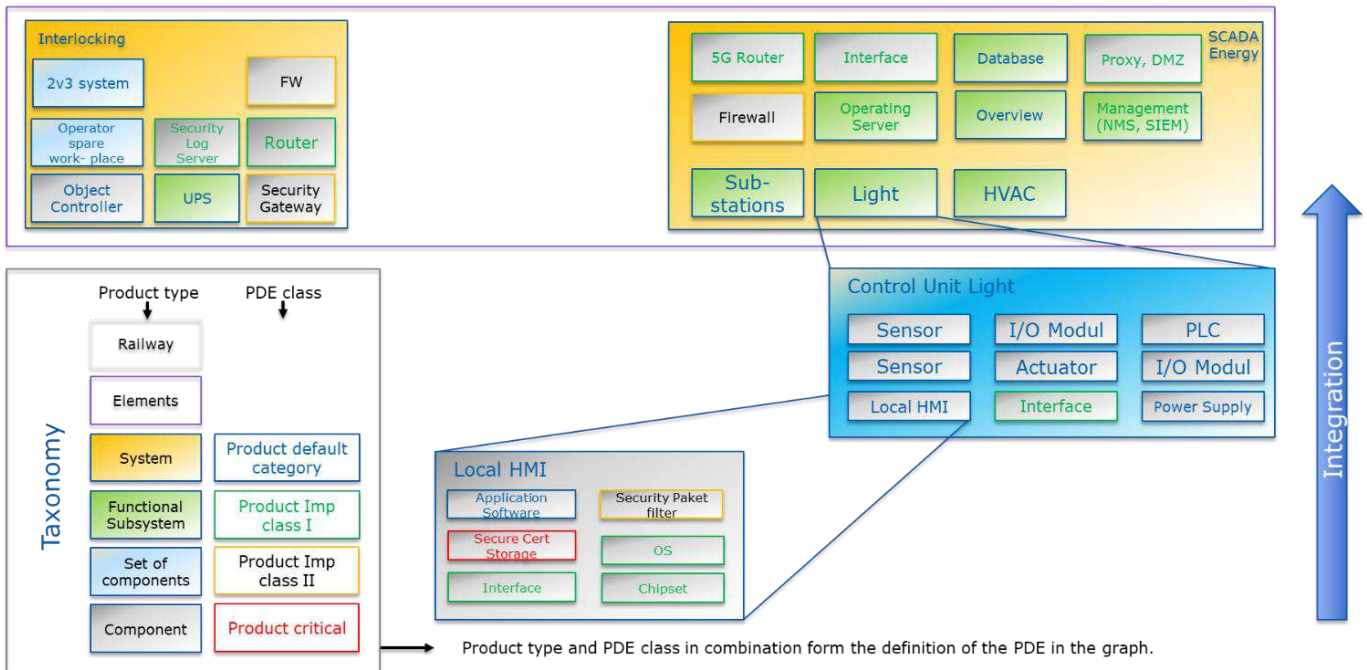 Interlocking
2v3 system
FW
Operator
spare
work- place
Security
Log
Server
Router
Object
Controller
UPS
Security
Gateway
SCADA
Energy
5G Router
Interface
Database
Proxy, DMZ
Firewall
Operating
Server
Overview
Management
(NMS, SIEM)
Sub-
stations
Light
HVAC
Control Unit Light
Sensor
I/O Modul
PLC
Sensor
Actuator
I/O Modul
Local HMI
Interface
Power Supply
Integration
Local HMI
Application
Software
Security Paket
filter
Secure Cert
Storage
OS
Interface
Chipset
Taxonomy
Product type
PDE class
Railway
Elements
System
Product default
category
Functional
Subsystem
Product Imp
class I
Set of
components
Product Imp
class II
Component
Product critical
Product type and PDE class in combination form the definition of the PDE in the graph.